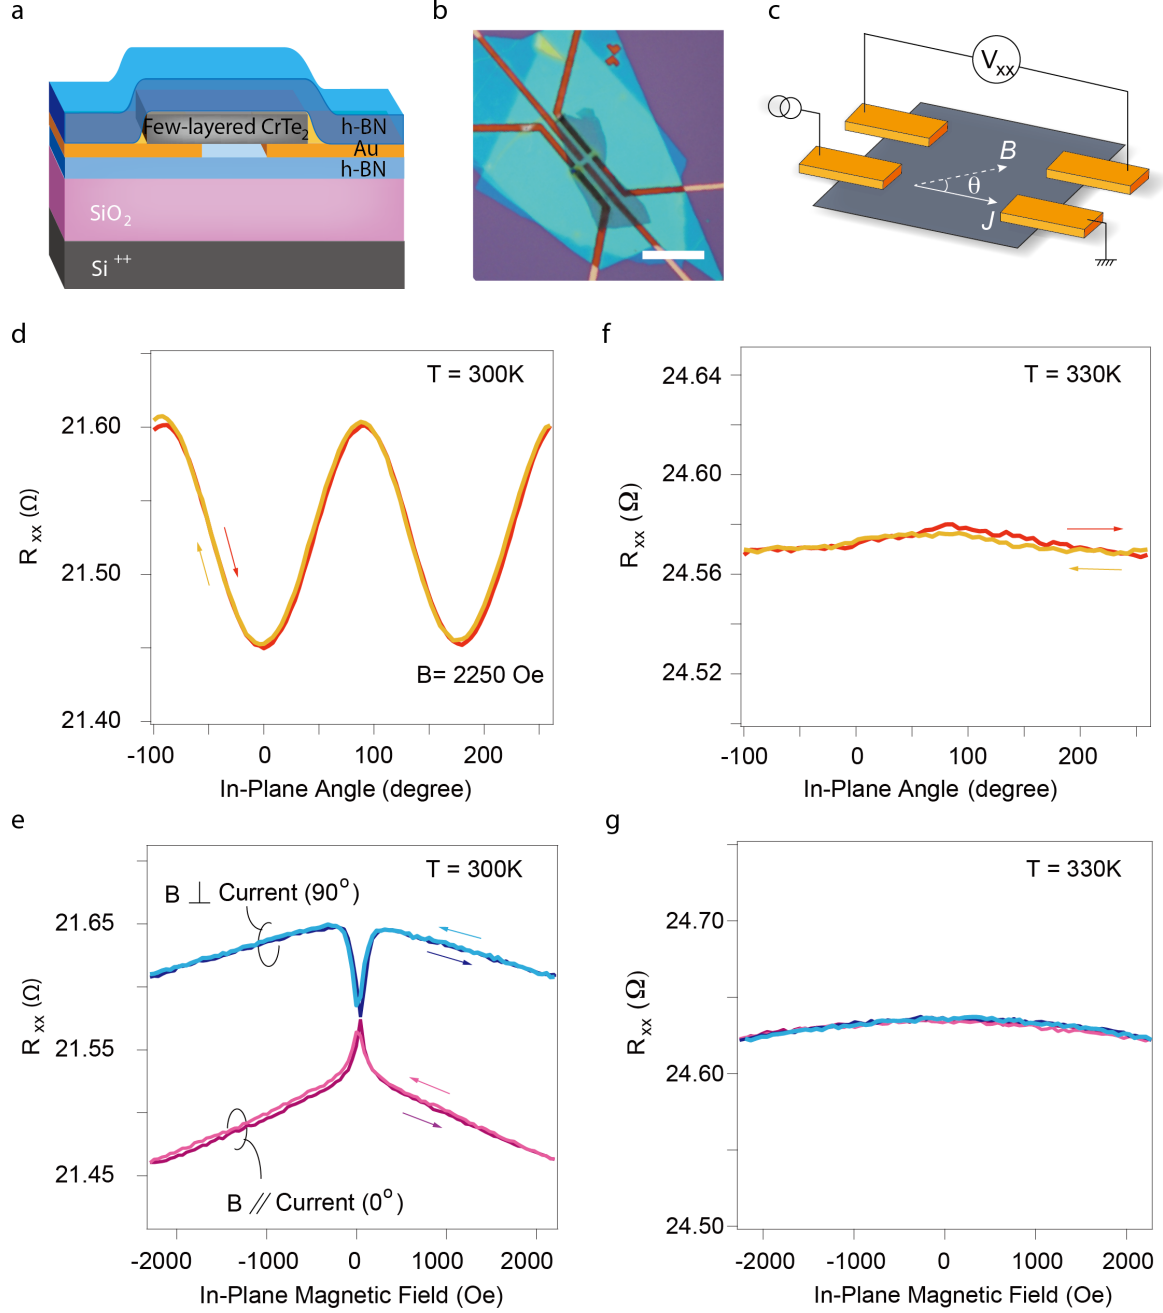 a
b
c
Few-layered CrTe₂
h-BN
Au
h-BN
SiO₂
Si ⁺⁺
Vxx
B
θ
J
d
T = 300K
21.60
21.50
21.40
Rxx (Ω)
B= 2250 Oe
-100 0 100 200
In-Plane Angle (degree)
f
T = 330K
24.64
24.60
24.56
24.52
Rxx (Ω)
-100 0 100 200
In-Plane Angle (degree)
e
T = 300K
B ⊥ Current (90°)
21.65
21.55
21.45
Rxx (Ω)
B // Current (0°)
-2000 -1000 0 1000 2000
In-Plane Magnetic Field (Oe)
g
T = 330K
24.70
24.60
24.50
Rxx (Ω)
-2000 -1000 0 1000 2000
In-Plane Magnetic Field (Oe)